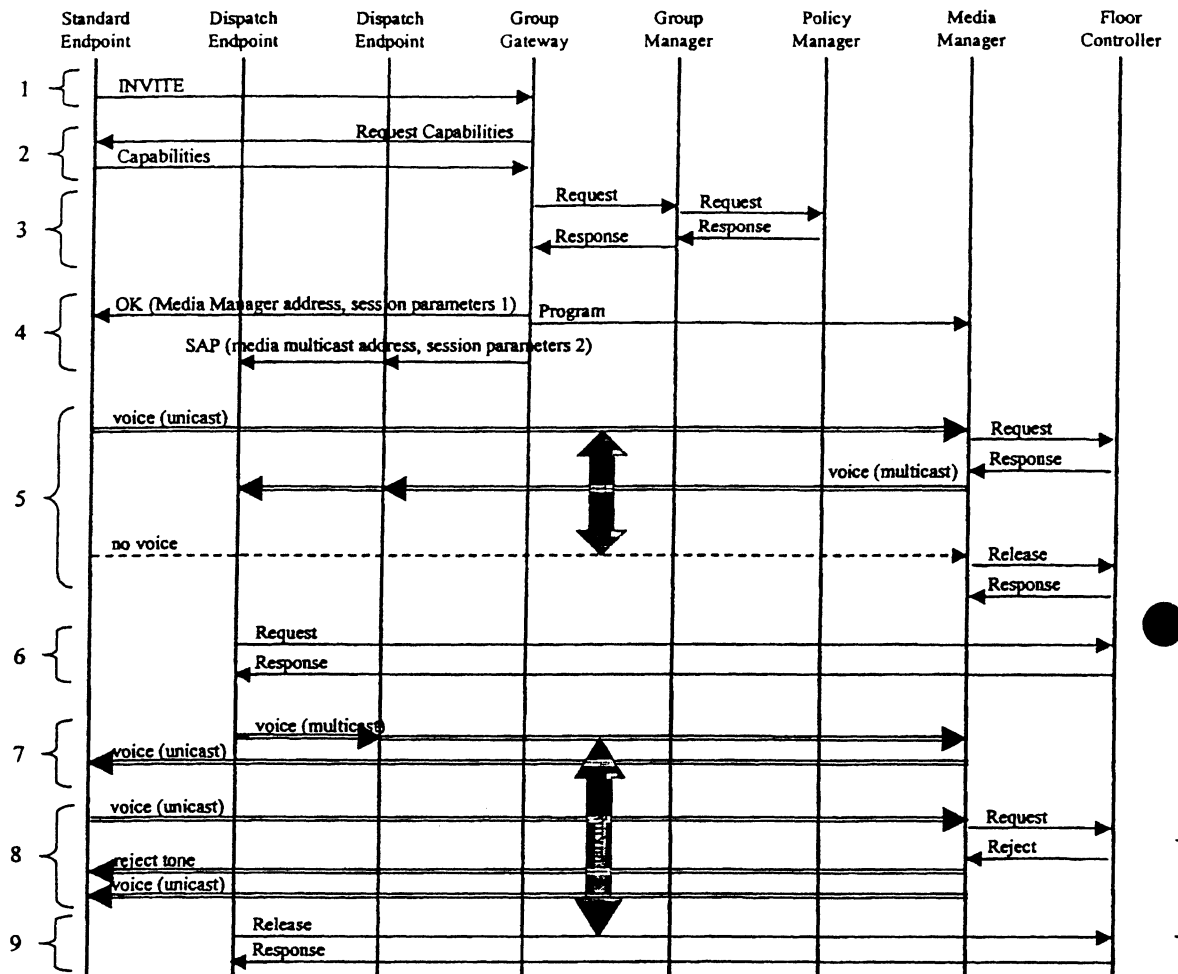 Standard Endpoint
Dispatch Endpoint
Dispatch Endpoint
Group Gateway
Group Manager
Policy Manager
Media Manager
Floor Controller
1
INVITE
2
Request Capabilities
Capabilities
3
Request
Request
Response
Response
4
OK (Media Manager address, session parameters 1)
Program
SAP (media multicast address, session parameters 2)
5
voice (unicast)
Request
Response
voice (multicast)
no voice
Release
Response
6
Request
Response
7
voice (multicast)
voice (unicast)
8
voice (unicast)
Request
Reject
reject tone
voice (unicast)
9
Release
Response